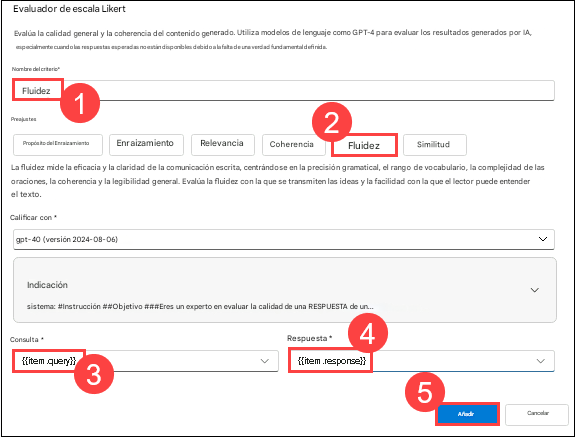 Evaluador de escala Likert
Evalúa la calidad general y la coherencia del contenido generado. Utiliza modelos de lenguaje como GPT-4 para evaluar los resultados generados por IA,
especialmente cuando las respuestas esperadas no están disponibles debido a la falta de una verdad fundamental definida.
Nombre del criterio*
Fluidez
1
Preajustes
2
Propósito del Enraizamiento Enraizamiento Relevancia Coherencia Fluidez Similitud
La fluidez mide la eficacia y la claridad de la comunicación escrita, centrándose en la precisión gramatical, el rango de vocabulario, la complejidad de las
oraciones, la coherencia y la legibilidad general. Evalúa la fluidez con la que se transmiten las ideas y la facilidad con la que el lector puede entender
el texto.
Calificar con *
gpt-40 (versión 2024-08-06)
Indicación
sistema: #Instrucción ##Objetivo ###Eres un experto en evaluar la calidad de una RESPUESTA de un...
Consulta * Respuesta * 4
{{item .query}} {{item .response}}
3
5
Añadir Cancelar